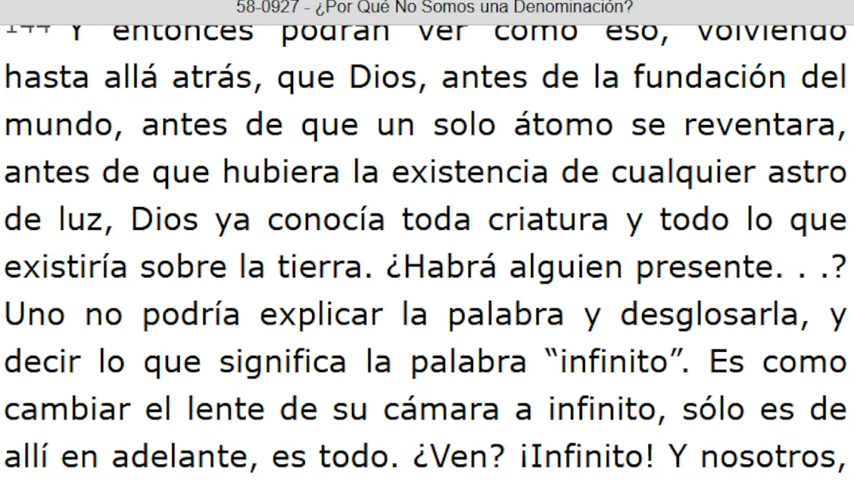 58-0927 - ¿Por Qué No Somos una Denominación?
144 Y entonces podrán ver como eso, volviendo
hasta allá atrás, que Dios, antes de la fundación del
mundo, antes de que un solo átomo se reventara,
antes de que hubiera la existencia de cualquier astro
de luz, Dios ya conocía toda criatura y todo lo que
existiría sobre la tierra. ¿Habrá alguien presente. . .?
Uno no podría explicar la palabra y desglosarla, y
decir lo que significa la palabra “infinito”. Es como
cambiar el lente de su cámara a infinito, sólo es de
allí en adelante, es todo. ¿Ven? ¡Infinito! Y nosotros,